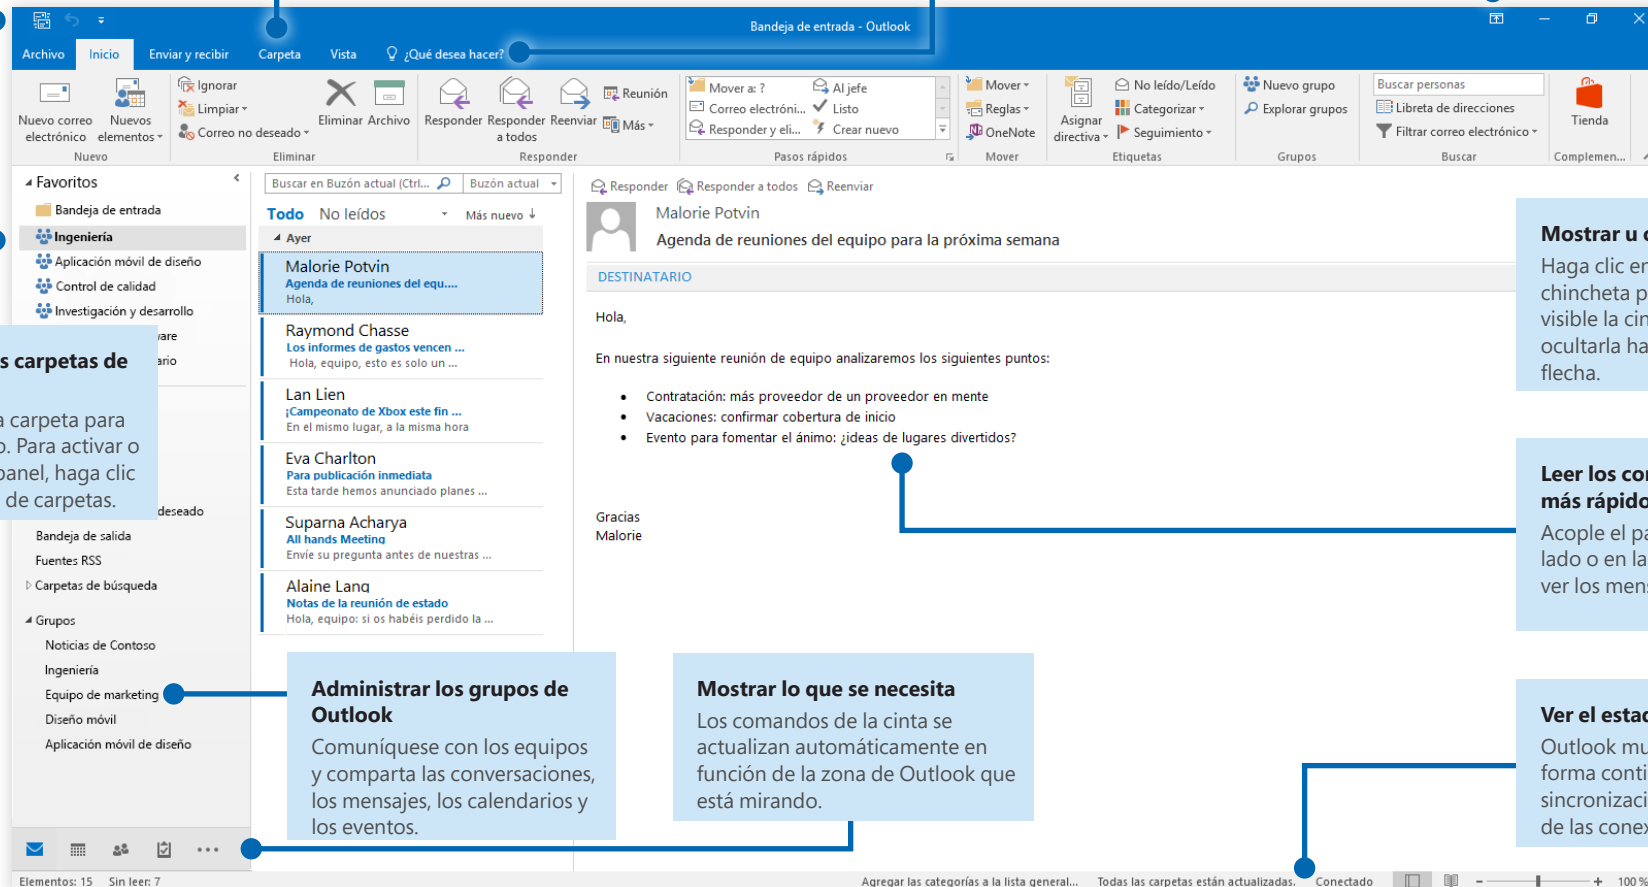 Bandeja de entrada - Outlook
Archivo Inicio Enviar y recibir Carpeta Vista ¿Qué desea hacer?
Nuevo correo electrónico
Nuevos elementos
Nuevo
Ignorar
Limpiar
Correo no deseado
Eliminar Archivo
Eliminar
Responder
Responder a todos
Reenviar
Reunión
Más
Responder
Mover a: ?
Correo electróni...
Responder y eli...
Al jefe
Listo
Crear nuevo
Pasos rápidos
Mover
Reglas
OneNote
Mover
Asignar directiva
No leído/Leído
Categorizar
Seguimiento
Etiquetas
Nuevo grupo
Explorar grupos
Grupos
Buscar personas
Libreta de direcciones
Filtrar correo electrónico
Buscar
Tienda
Complemen...
Favoritos
Bandeja de entrada
Ingeniería
Aplicación móvil de diseño
Control de calidad
Investigación y desarrollo
ware
ario
s carpetas de
a carpeta para
o. Para activar o
panel, haga clic
de carpetas.
deseado
Bandeja de salida
Fuentes RSS
Carpetas de búsqueda
Grupos
Noticias de Contoso
Ingeniería
Equipo de marketing
Diseño móvil
Aplicación móvil de diseño
Buscar en Buzón actual (Ctrl... Buzón actual
Todo No leídos Más nuevo ↓
Ayer
Malorie Potvin
Agenda de reuniones del equ....
Hola,
Raymond Chasse
Los informes de gastos vencen ...
Hola, equipo, esto es solo un ...
Lan Lien
¡Campeonato de Xbox este fin ...
En el mismo lugar, a la misma hora
Eva Charlton
Para publicación inmediata
Esta tarde hemos anunciado planes ...
Suparna Acharya
All hands Meeting
Envíe su pregunta antes de nuestras ...
Alaine Lang
Notas de la reunión de estado
Hola, equipo: si os habéis perdido la ...
Responder Responder a todos Reenviar
Malorie Potvin
Agenda de reuniones del equipo para la próxima semana
DESTINATARIO
Hola,
En nuestra siguiente reunión de equipo analizaremos los siguientes puntos:
• Contratación: más proveedor de un proveedor en mente
• Vacaciones: confirmar cobertura de inicio
• Evento para fomentar el ánimo: ¿ideas de lugares divertidos?
Gracias
Malorie
Mostrar u o
Haga clic en
chincheta p
visible la cin
ocultarla ha
flecha.
Leer los cor
más rápido
Acople el pa
lado o en la
ver los mens
Administrar los grupos de
Outlook
Comuníquese con los equipos
y comparta las conversaciones,
los mensajes, los calendarios y
los eventos.
Mostrar lo que se necesita
Los comandos de la cinta se
actualizan automáticamente en
función de la zona de Outlook que
está mirando.
Ver el estad
Outlook mu
forma conti
sincronizaci
de las conex
Elementos: 15 Sin leer: 7
Agregar las categorías a la lista general... Todas las carpetas están actualizadas. Conectado 100 %